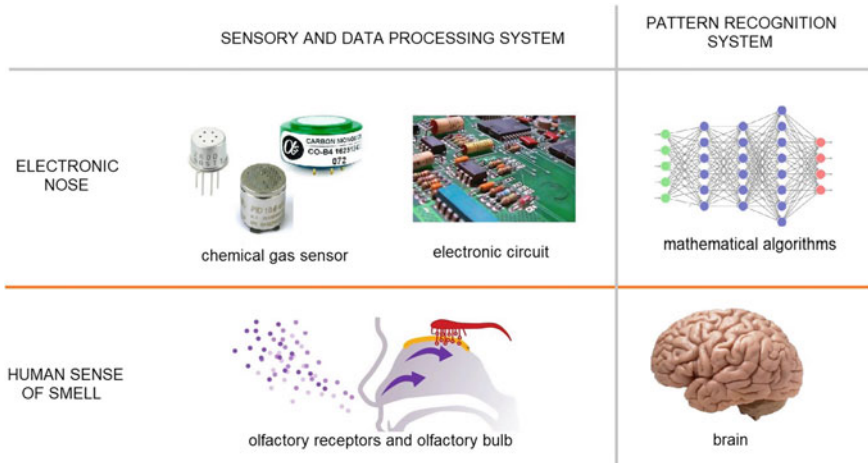 SENSORY AND DATA PROCESSING SYSTEM
PATTERN RECOGNITION
SYSTEM
ELECTRONIC
NOSE
CARBON MONOX
CO-B4
072
chemical gas sensor
electronic circuit
mathematical algorithms
HUMAN SENSE
OF SMELL
olfactory receptors and olfactory bulb
brain